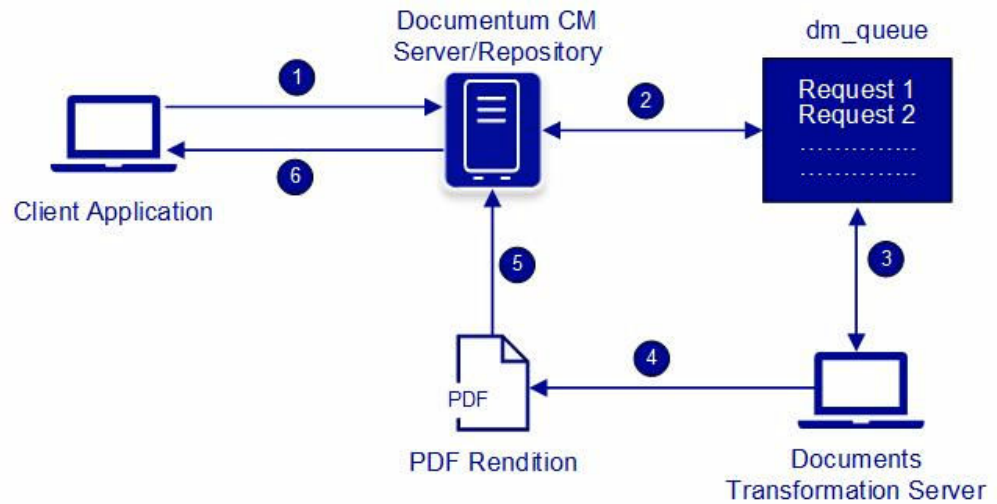 Documentum CM
Server/Repository
dm_queue
1
2
Request 1
Request 2
..............
..............
6
Client Application
5
3
4
PDF
PDF Rendition
Documents
Transformation Server